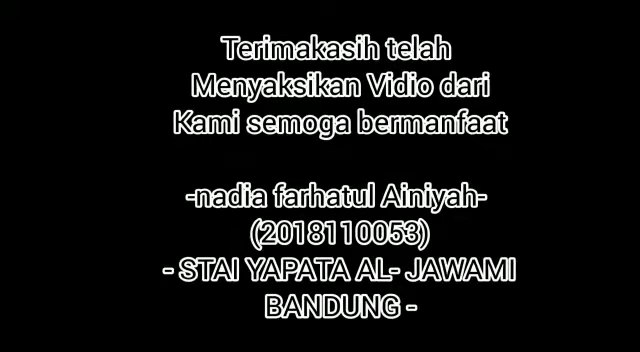 Terimakasih telah
Menyaksikan Vidio dari
Kami semoga bermanfaat
-nadia farhatul Ainiyah-
(2018110053)
- STAI YAPATA AL- JAWAMI
BANDUNG -